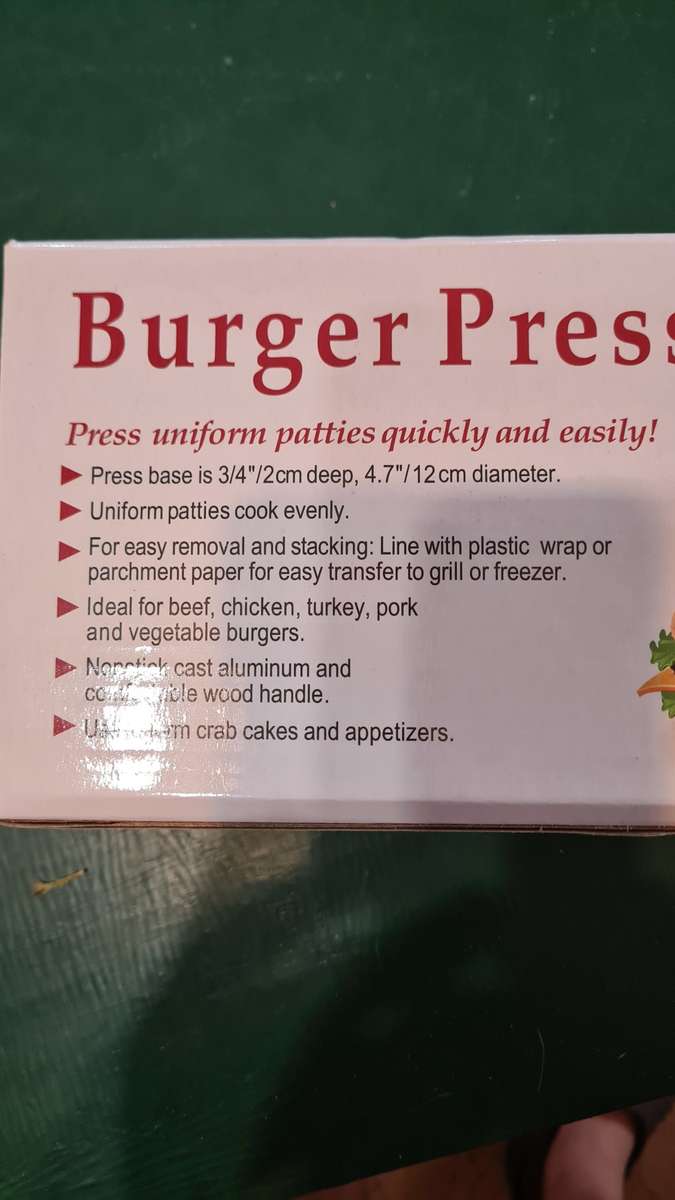 Burger Press
Press uniform patties quickly and easily!
Press base is 3/4"/2cm deep, 4.7"/12cm diameter.
Uniform patties cook evenly.
For easy removal and stacking: Line with plastic wrap or
parchment paper for easy transfer to grill or freezer.
Ideal for beef, chicken, turkey, pork
and vegetable burgers.
Nonstick cast aluminum and
comfortable wood handle.
crab cakes and appetizers.